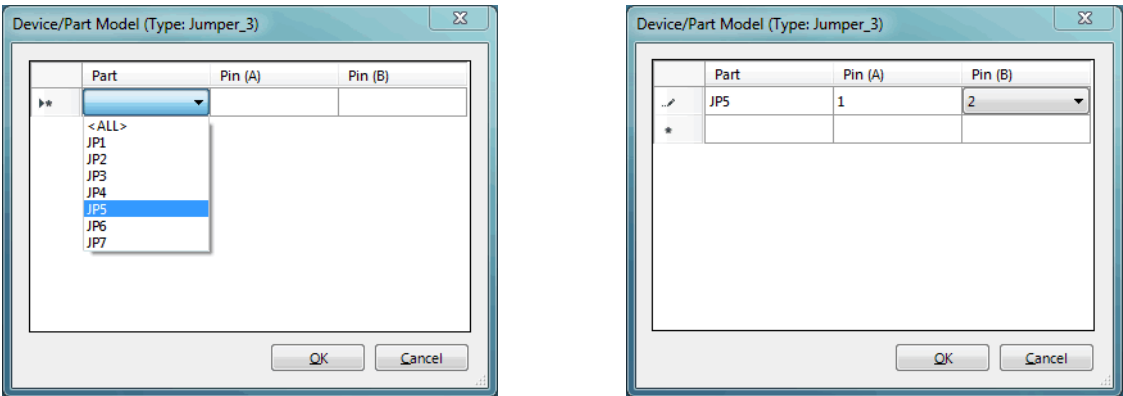 Device/Part Model (Type: Jumper_3)
Part Pin (A) Pin (B)
<ALL>
JP1
JP2
JP3
JP4
JP5
JP6
JP7
OK Cancel
Device/Part Model (Type: Jumper_3)
Part Pin (A) Pin (B)
JP5 1 2
OK Cancel